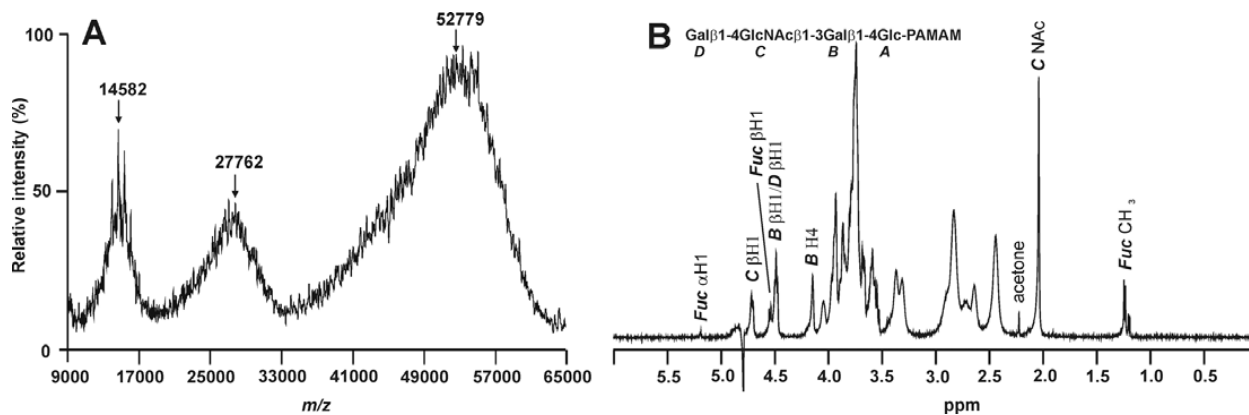 A
52779
14582
27762
100
50
0
Relative intensity (%)
9000 17000 25000 33000 41000 49000 57000 65000
m/z
B
Galβ1-4GlcNAcβ1-3Galβ1-4Glc-PAMAM
D C B A
Fuc αH1
C βH1
Fuc βH1
B βH1/D βH1
B H4
acetone
C NAc
Fuc CH3
5.5 5.0 4.5 4.0 3.5 3.0 2.5 2.0 1.5 1.0 0.5
ppm